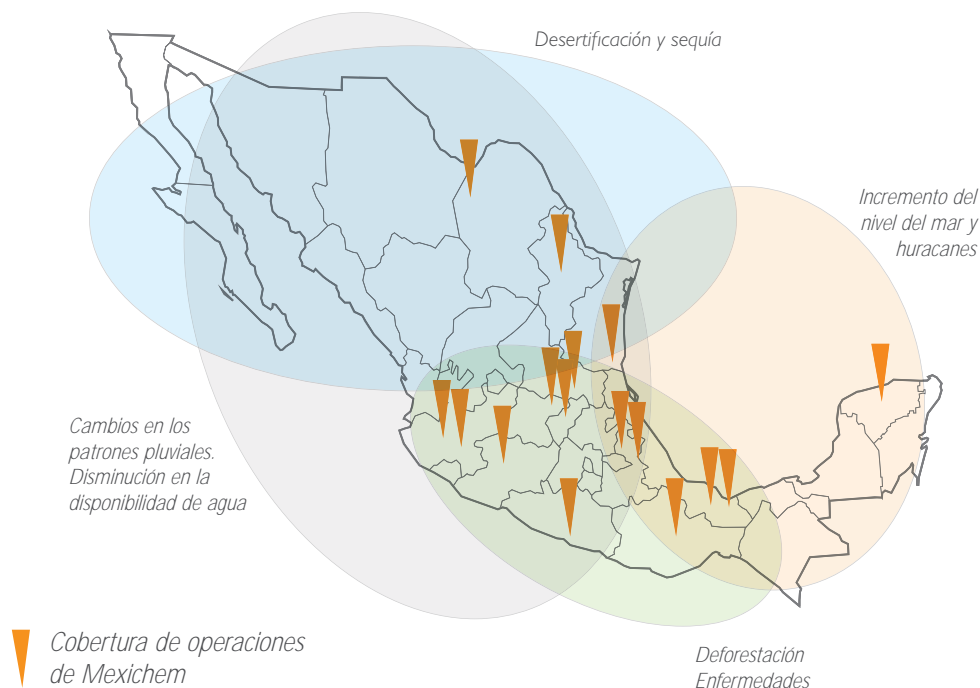 Desertificación y sequía
Incremento del
nivel del mar y
huracanes
Cambios en los
patrones pluviales.
Disminución en la
disponibilidad de agua
Cobertura de operaciones
de Mexichem
Deforestación
Enfermedades